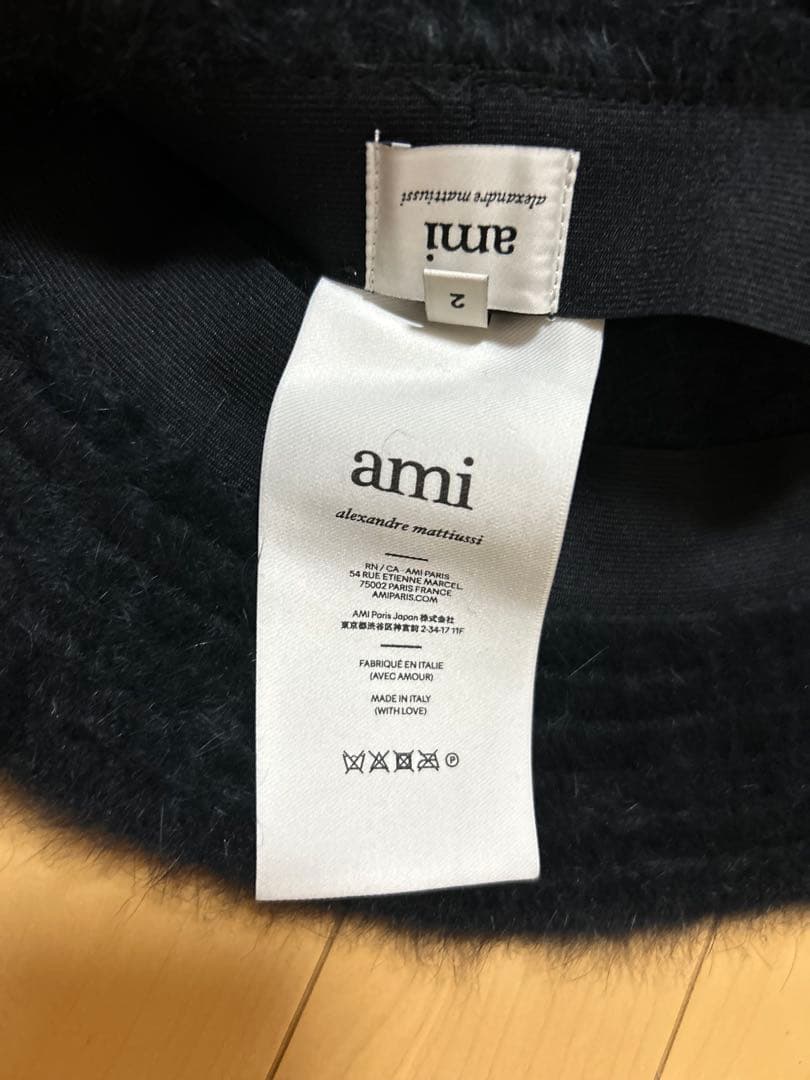 alexandre mattiussi
ami
2
ami
alexandre mattiussi
RN / CA - AMI PARIS
54 RUE ETIENNE MARCEL,
75002 PARIS FRANCE
AMIPARIS.COM
AMI Paris Japan 株式会社
東京都渋谷区神宮前 2-34-17 11F
FABRIQUÉ EN ITALIE
(AVEC AMOUR)
MADE IN ITALY
(WITH LOVE)
P